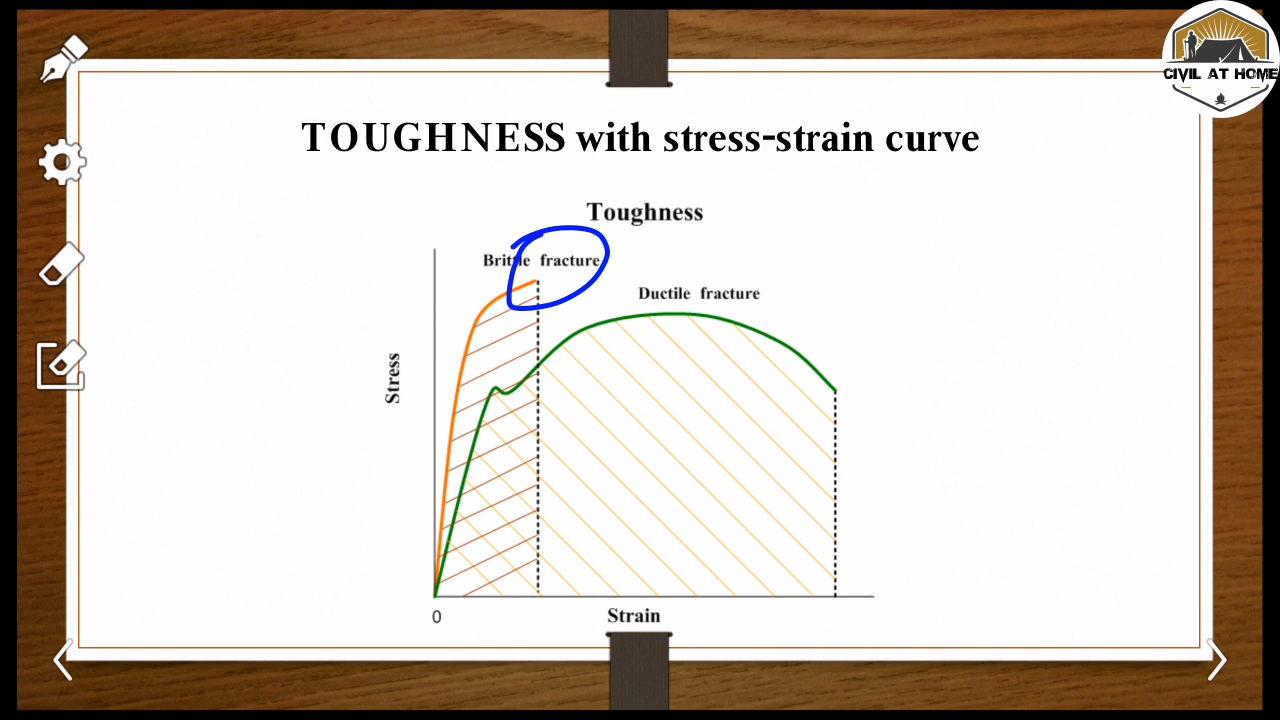 CIVIL AT HOME
TOUGHNESS with stress-strain curve
Toughness
Brittle fracture
Ductile fracture
Stress
0
Strain